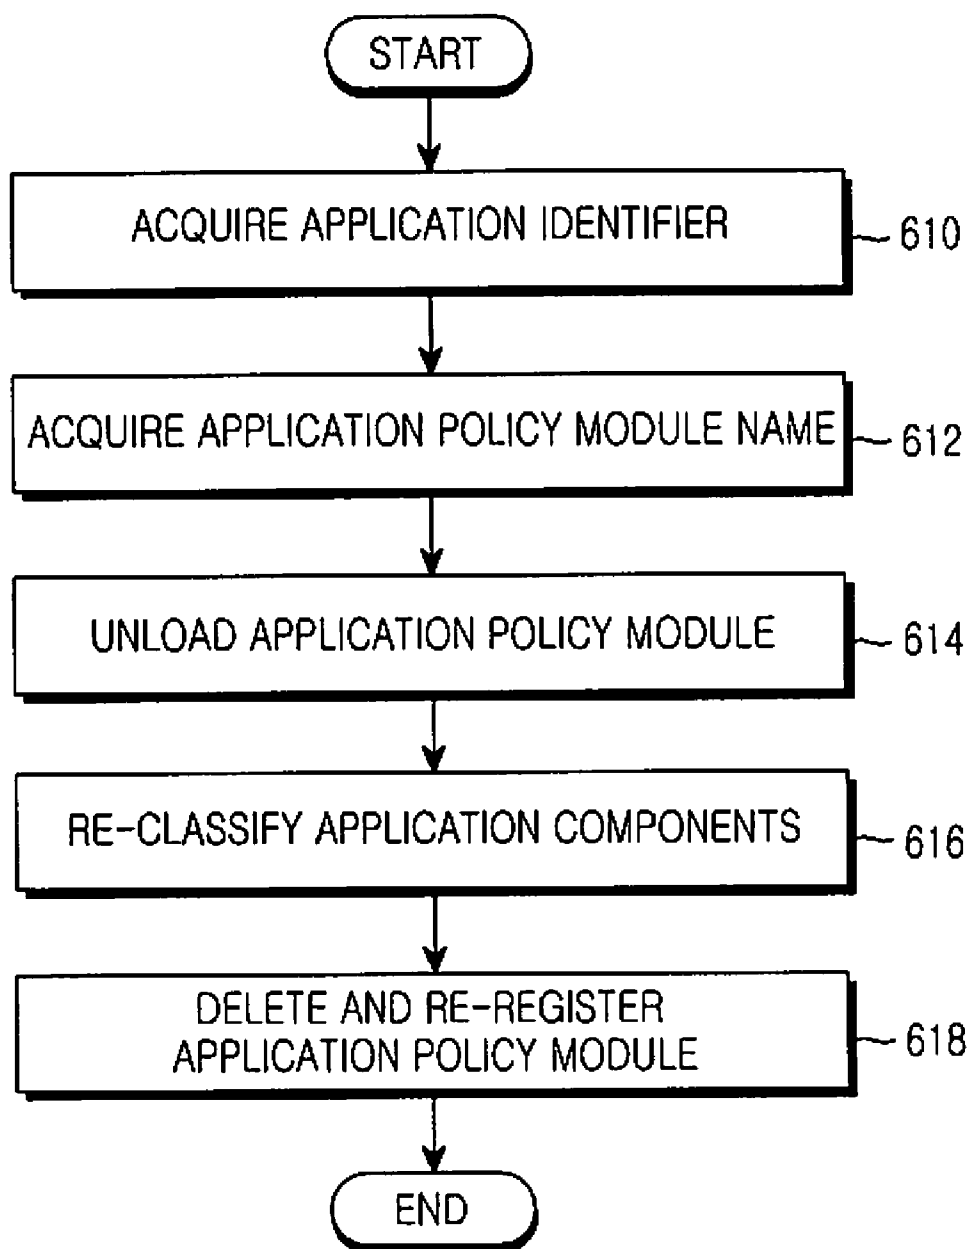 START
ACQUIRE APPLICATION IDENTIFIER
610
ACQUIRE APPLICATION POLICY MODULE NAME
612
UNLOAD APPLICATION POLICY MODULE
614
RE-CLASSIFY APPLICATION COMPONENTS
616
DELETE AND RE-REGISTER
APPLICATION POLICY MODULE
618
END